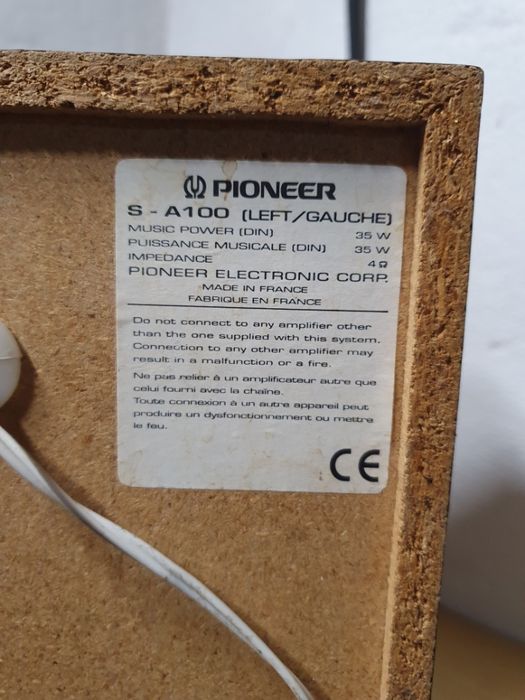 PIONEER
S - A100 (LEFT/GAUCHE)
MUSIC POWER (DIN) 35 W
PUISSANCE MUSICALE (DIN) 35 W
IMPEDANCE 4 Ω
PIONEER ELECTRONIC CORP.
MADE IN FRANCE
FABRIQUE EN FRANCE
Do not connect to any amplifier other
than the one supplied with this system.
Connection to any other amplifier may
result in a malfunction or a fire.
Ne pas relier à un amplificateur autre que
celui fourni avec la chaîne.
Toute connexion à un autre appareil peut
produire un dysfonctionnement ou mettre
le feu.
CE